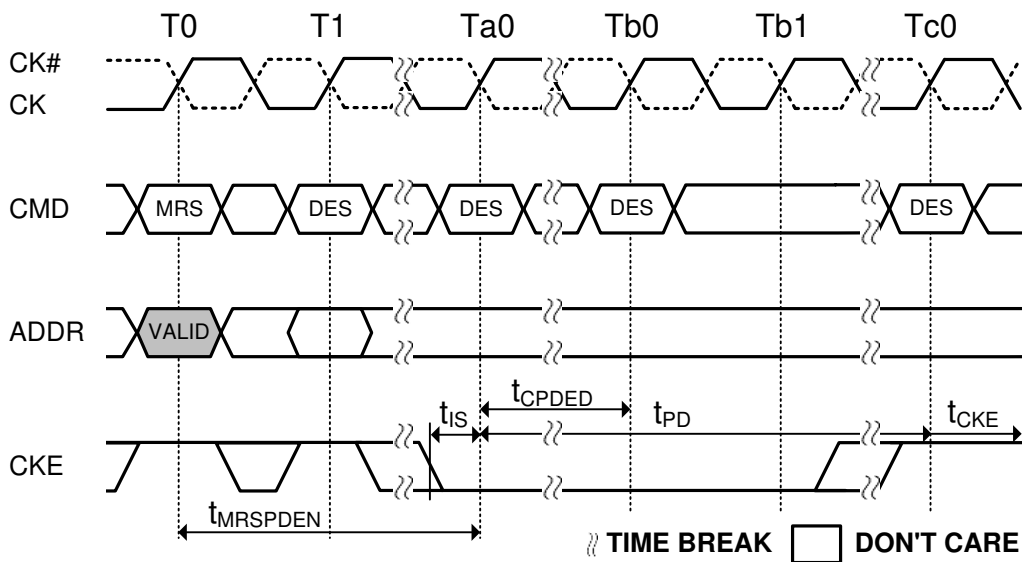 T0 T1 Ta0 Tb0 Tb1 Tc0
CK#
CK
CMD MRS DES DES DES DES
ADDR VALID
tIS tCPDED tPD tCKE
CKE
tMRSPDEN
TIME BREAK DON'T CARE